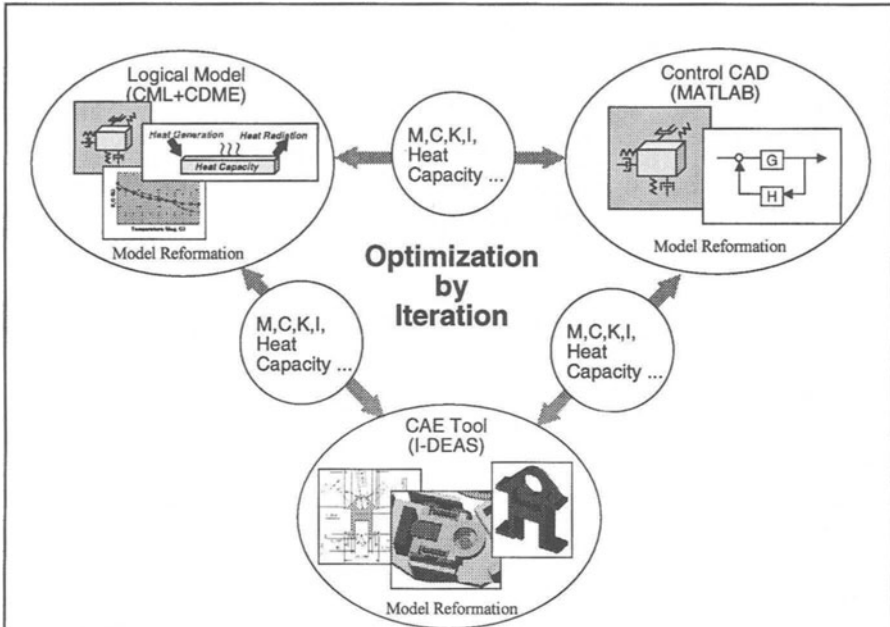 Logical Model
(CML+CDME)
Heat Generation
Heat Radiation
Heat Capacity
Model Reformation
M,C,K,I,
Heat
Capacity ...
Control CAD
(MATLAB)
G
H
Model Reformation
Optimization
by
Iteration
M,C,K,I,
Heat
Capacity ...
M,C,K,I,
Heat
Capacity ...
CAE Tool
(I-DEAS)
Model Reformation